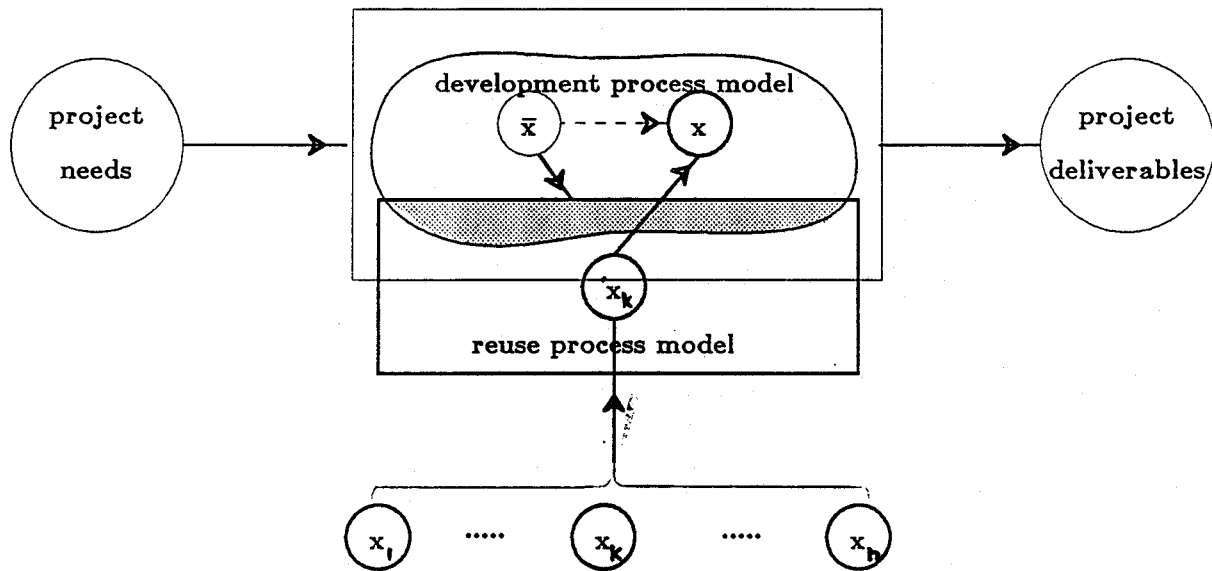 project
needs
development process model
x̅
x
project
deliverables
x_k
reuse process model
x_1 ..... x_k ..... x_n